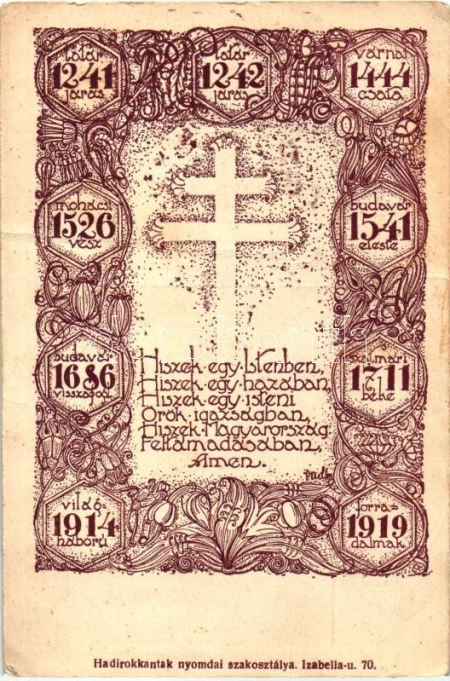 tatár
1241
járás
tatár
1242
járás
várnai
1444
csata
mohácsi
1526
vész
budavár
1541
eleste
budavár
1686
visszafogl.
szatmári
1711
béke
Hiszek egy Istenben,
Hiszek egy hazában,
Hiszek egy isteni
Örök igazságban,
Hiszek Magyarország
Feltámadásában,
Amen.
világ-
1914
háború
forra-
1919
dalmak
Hadirokkantak nyomdai szakosztálya. Izabella-u. 70.